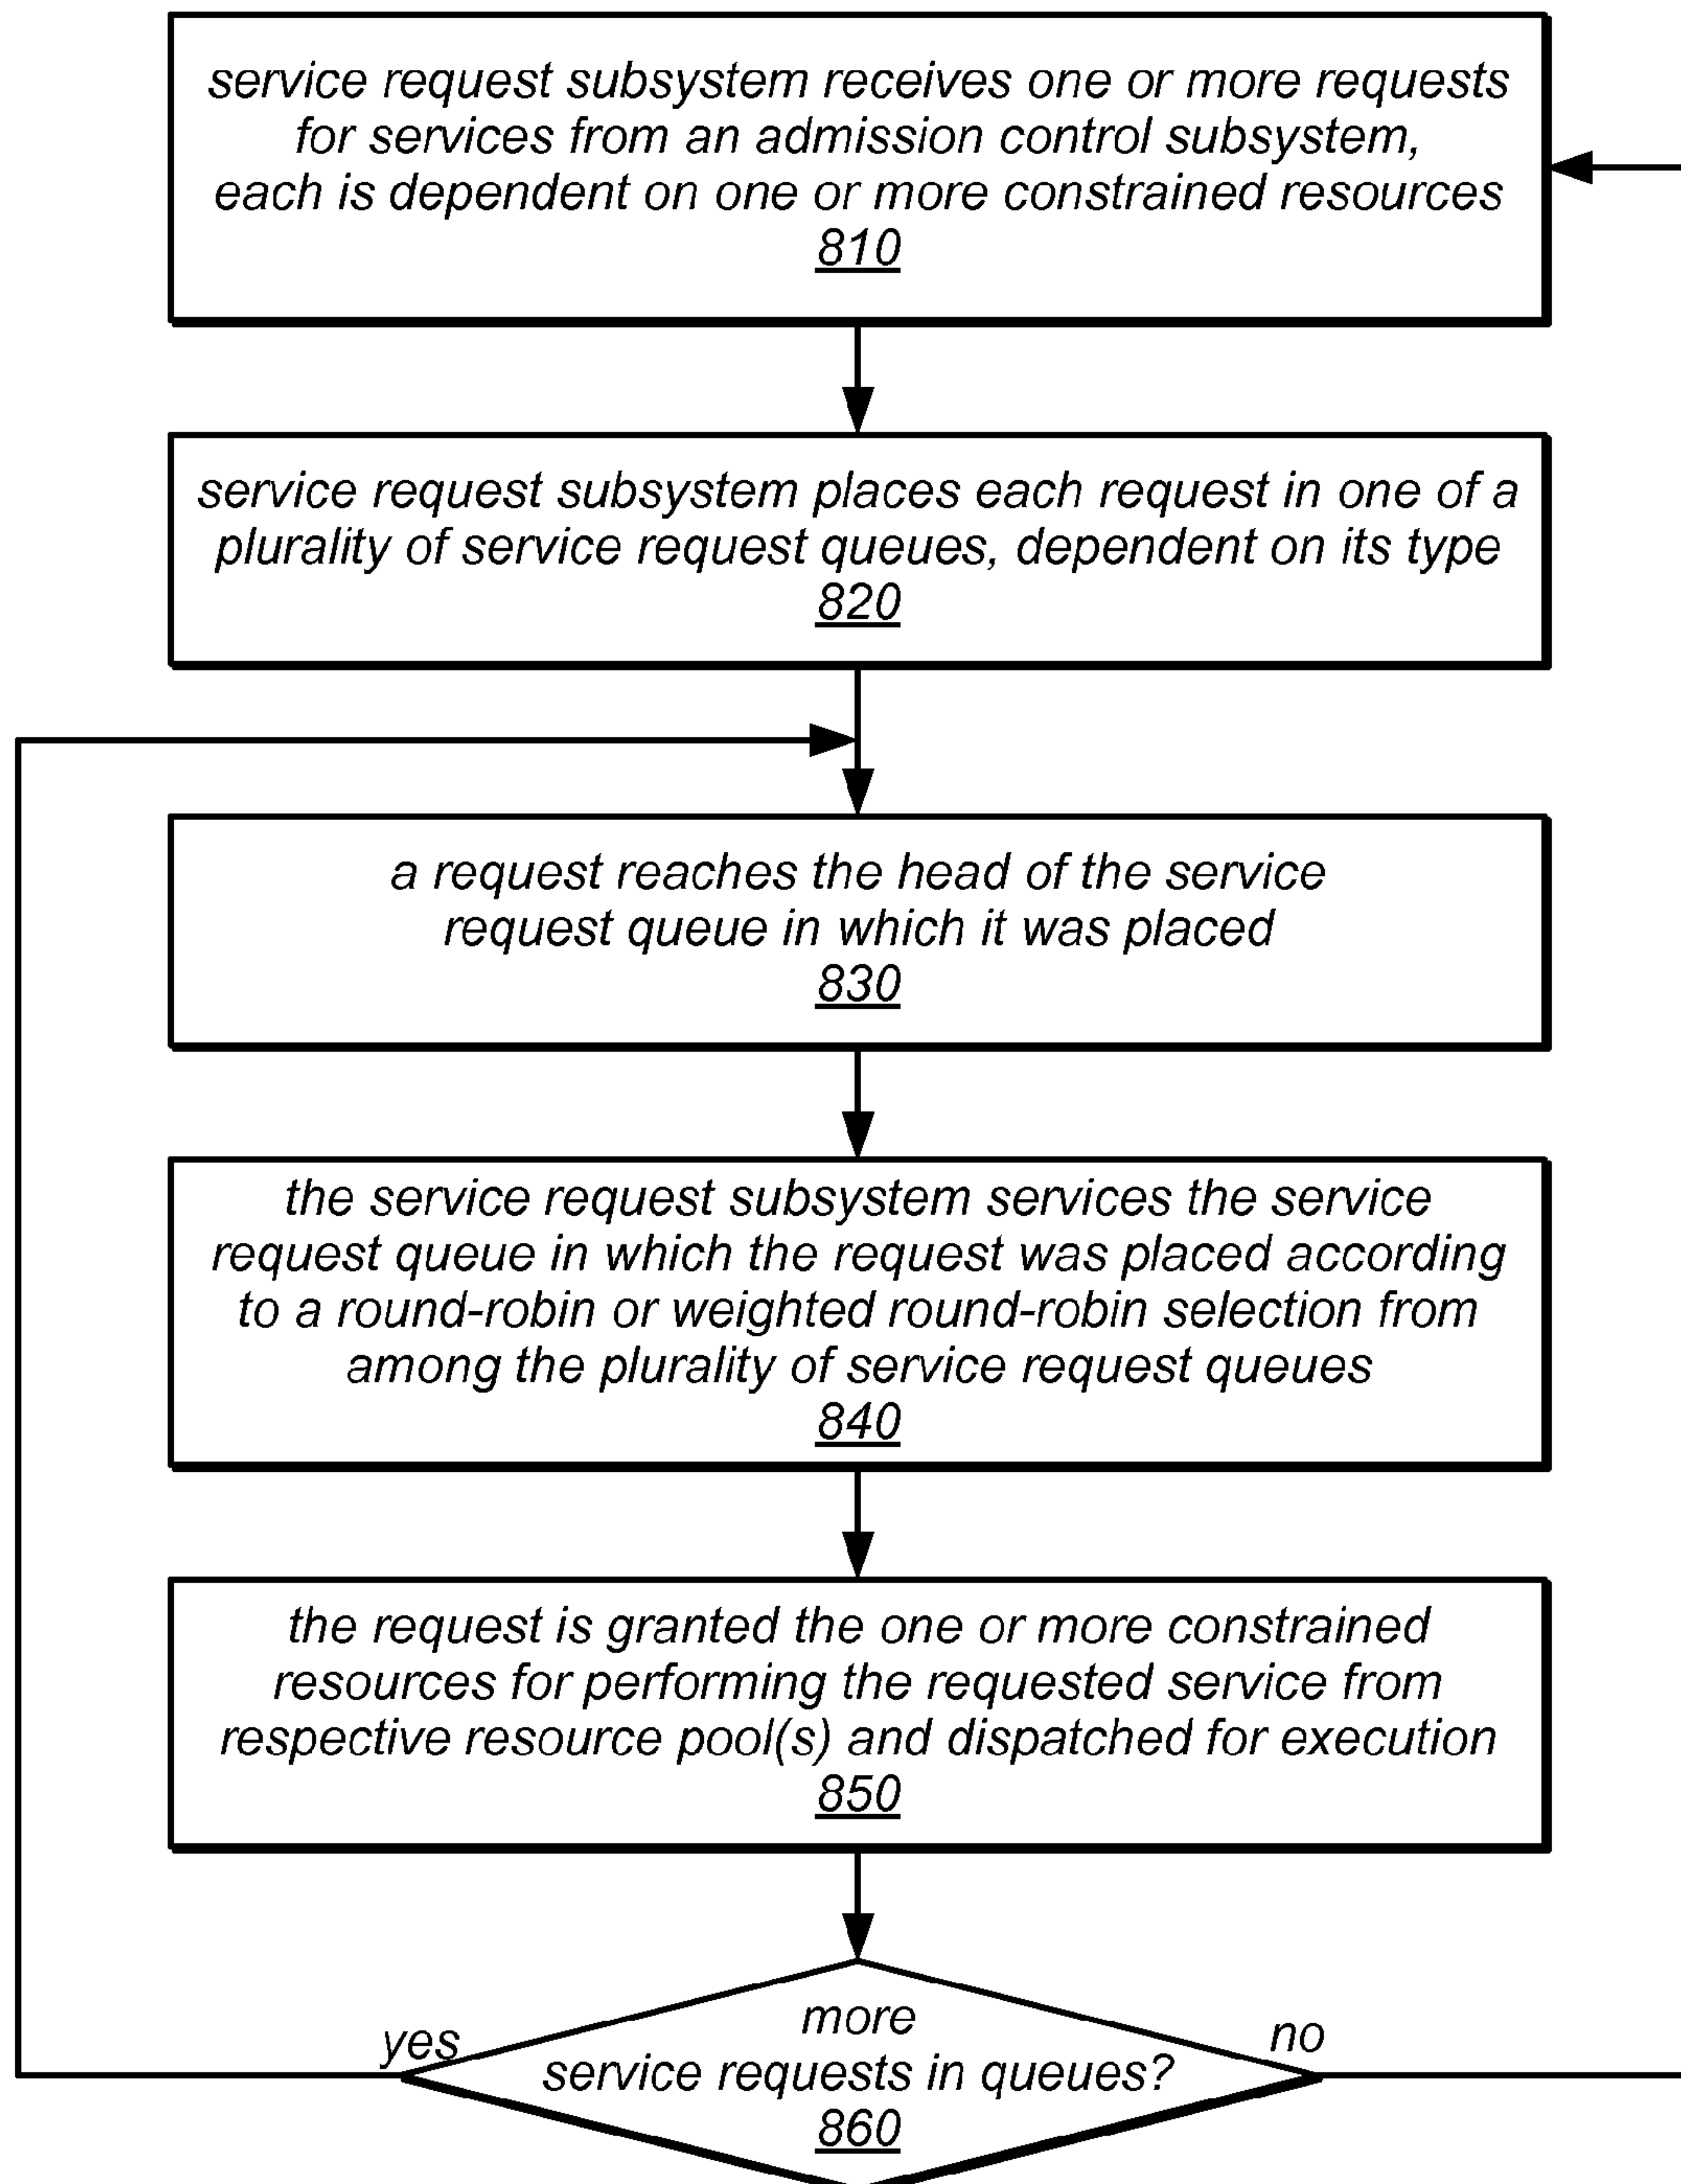 service request subsystem receives one or more requests
for services from an admission control subsystem,
each is dependent on one or more constrained resources
810
service request subsystem places each request in one of a
plurality of service request queues, dependent on its type
820
a request reaches the head of the service
request queue in which it was placed
830
the service request subsystem services the service
request queue in which the request was placed according
to a round-robin or weighted round-robin selection from
among the plurality of service request queues
840
the request is granted the one or more constrained
resources for performing the requested service from
respective resource pool(s) and dispatched for execution
850
yes
more
service requests in queues?
860
no